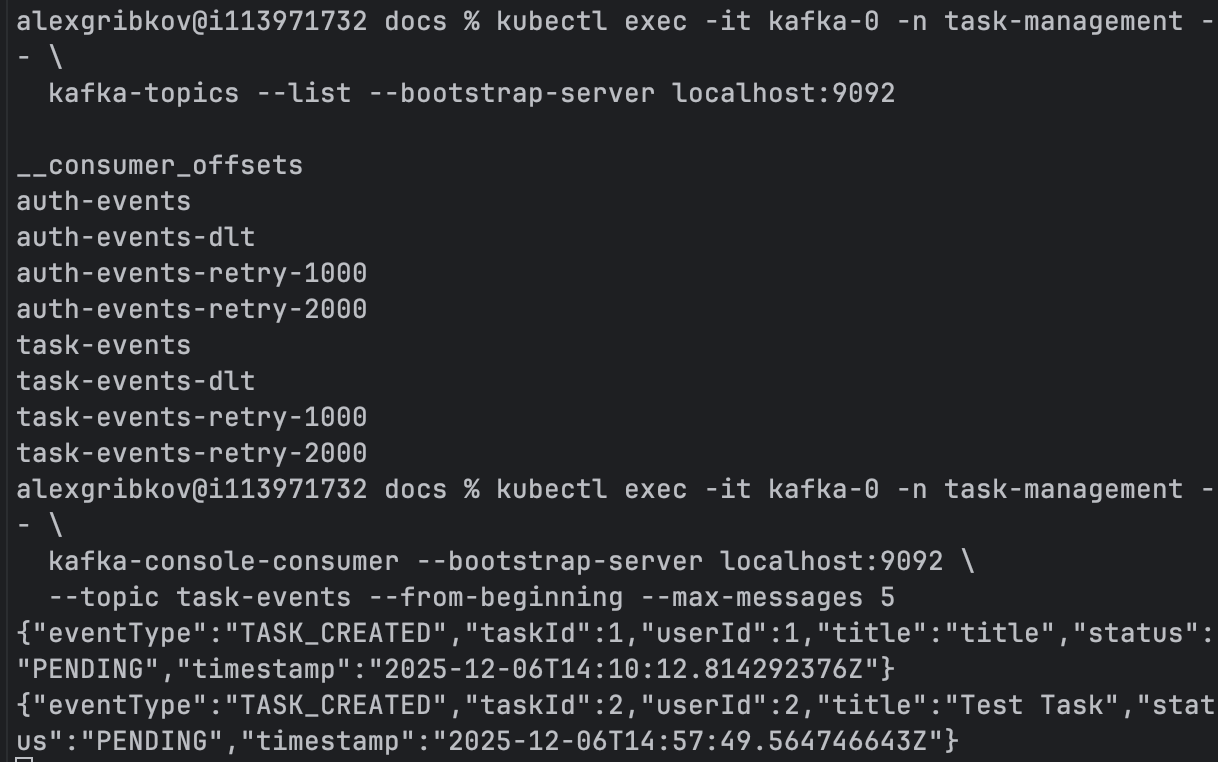 alexgribkov@i113971732 docs % kubectl exec -it kafka-0 -n task-management -
- \
  kafka-topics --list --bootstrap-server localhost:9092

__consumer_offsets
auth-events
auth-events-dlt
auth-events-retry-1000
auth-events-retry-2000
task-events
task-events-dlt
task-events-retry-1000
task-events-retry-2000
alexgribkov@i113971732 docs % kubectl exec -it kafka-0 -n task-management -
- \
  kafka-console-consumer --bootstrap-server localhost:9092 \
  --topic task-events --from-beginning --max-messages 5
{"eventType":"TASK_CREATED","taskId":1,"userId":1,"title":"title","status":
"PENDING","timestamp":"2025-12-06T14:10:12.814292376Z"}
{"eventType":"TASK_CREATED","taskId":2,"userId":2,"title":"Test Task","stat
us":"PENDING","timestamp":"2025-12-06T14:57:49.564746643Z"}